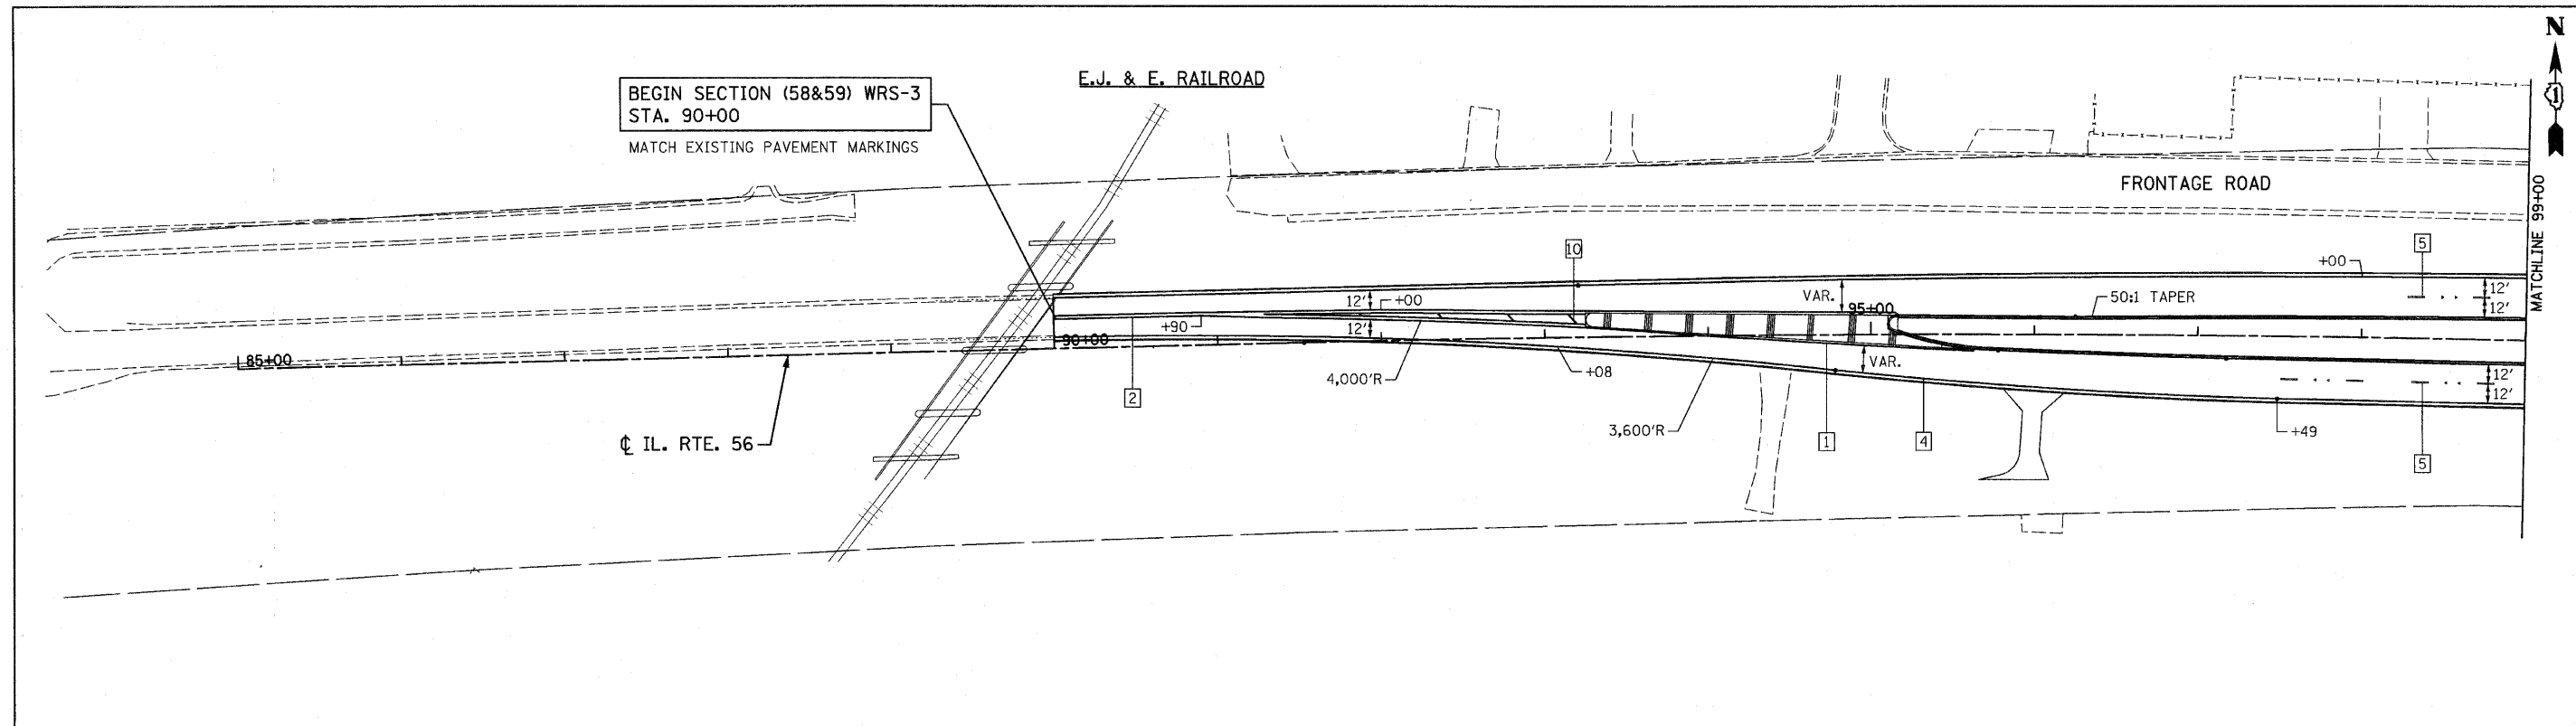 N
1
E.J. & E. RAILROAD
BEGIN SECTION (58&59) WRS-3
STA. 90+00
MATCH EXISTING PAVEMENT MARKINGS
FRONTAGE ROAD
MATCHLINE 99+00
10
5
+00
12'
+00
VAR.
95+00
50:1 TAPER
12'
12'
+90
12'
85+00
90+00
4,000'R
+08
VAR.
12'
12'
2
3,600'R
1
4
+49
5
℄ IL. RTE. 56